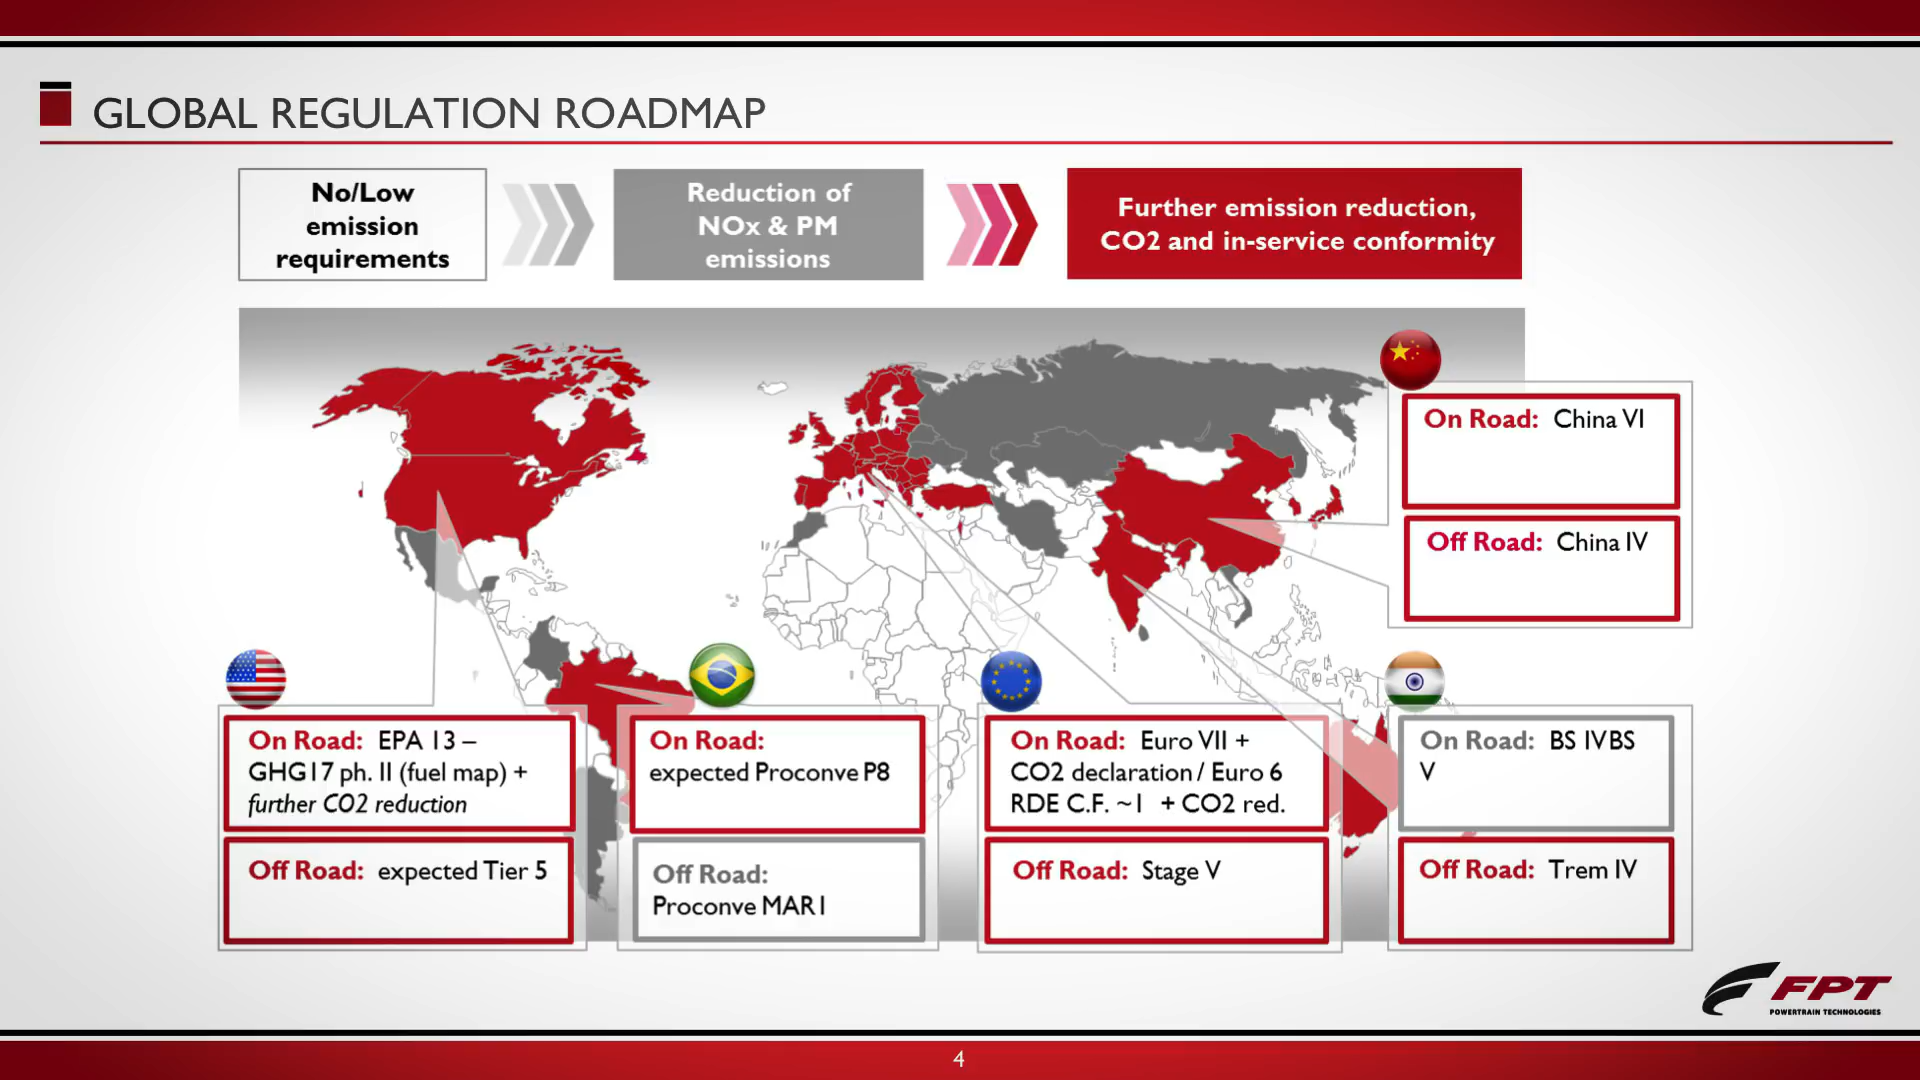 GLOBAL REGULATION ROADMAP
No/Low
emission
requirements
Reduction of
NOx & PM
emissions
Further emission reduction,
CO2 and in-service conformity
On Road: China VI
Off Road: China IV
On Road: EPA 13 –
GHG17 ph. II (fuel map) +
further CO2 reduction
Off Road: expected Tier 5
On Road:
expected Proconve P8
Off Road:
Proconve MAR1
On Road: Euro VII +
CO2 declaration / Euro 6
RDE C.F. ~1 + CO2 red.
Off Road: Stage V
On Road: BS IV BS
V
Off Road: Trem IV
FPT
POWERTRAIN TECHNOLOGIES
4